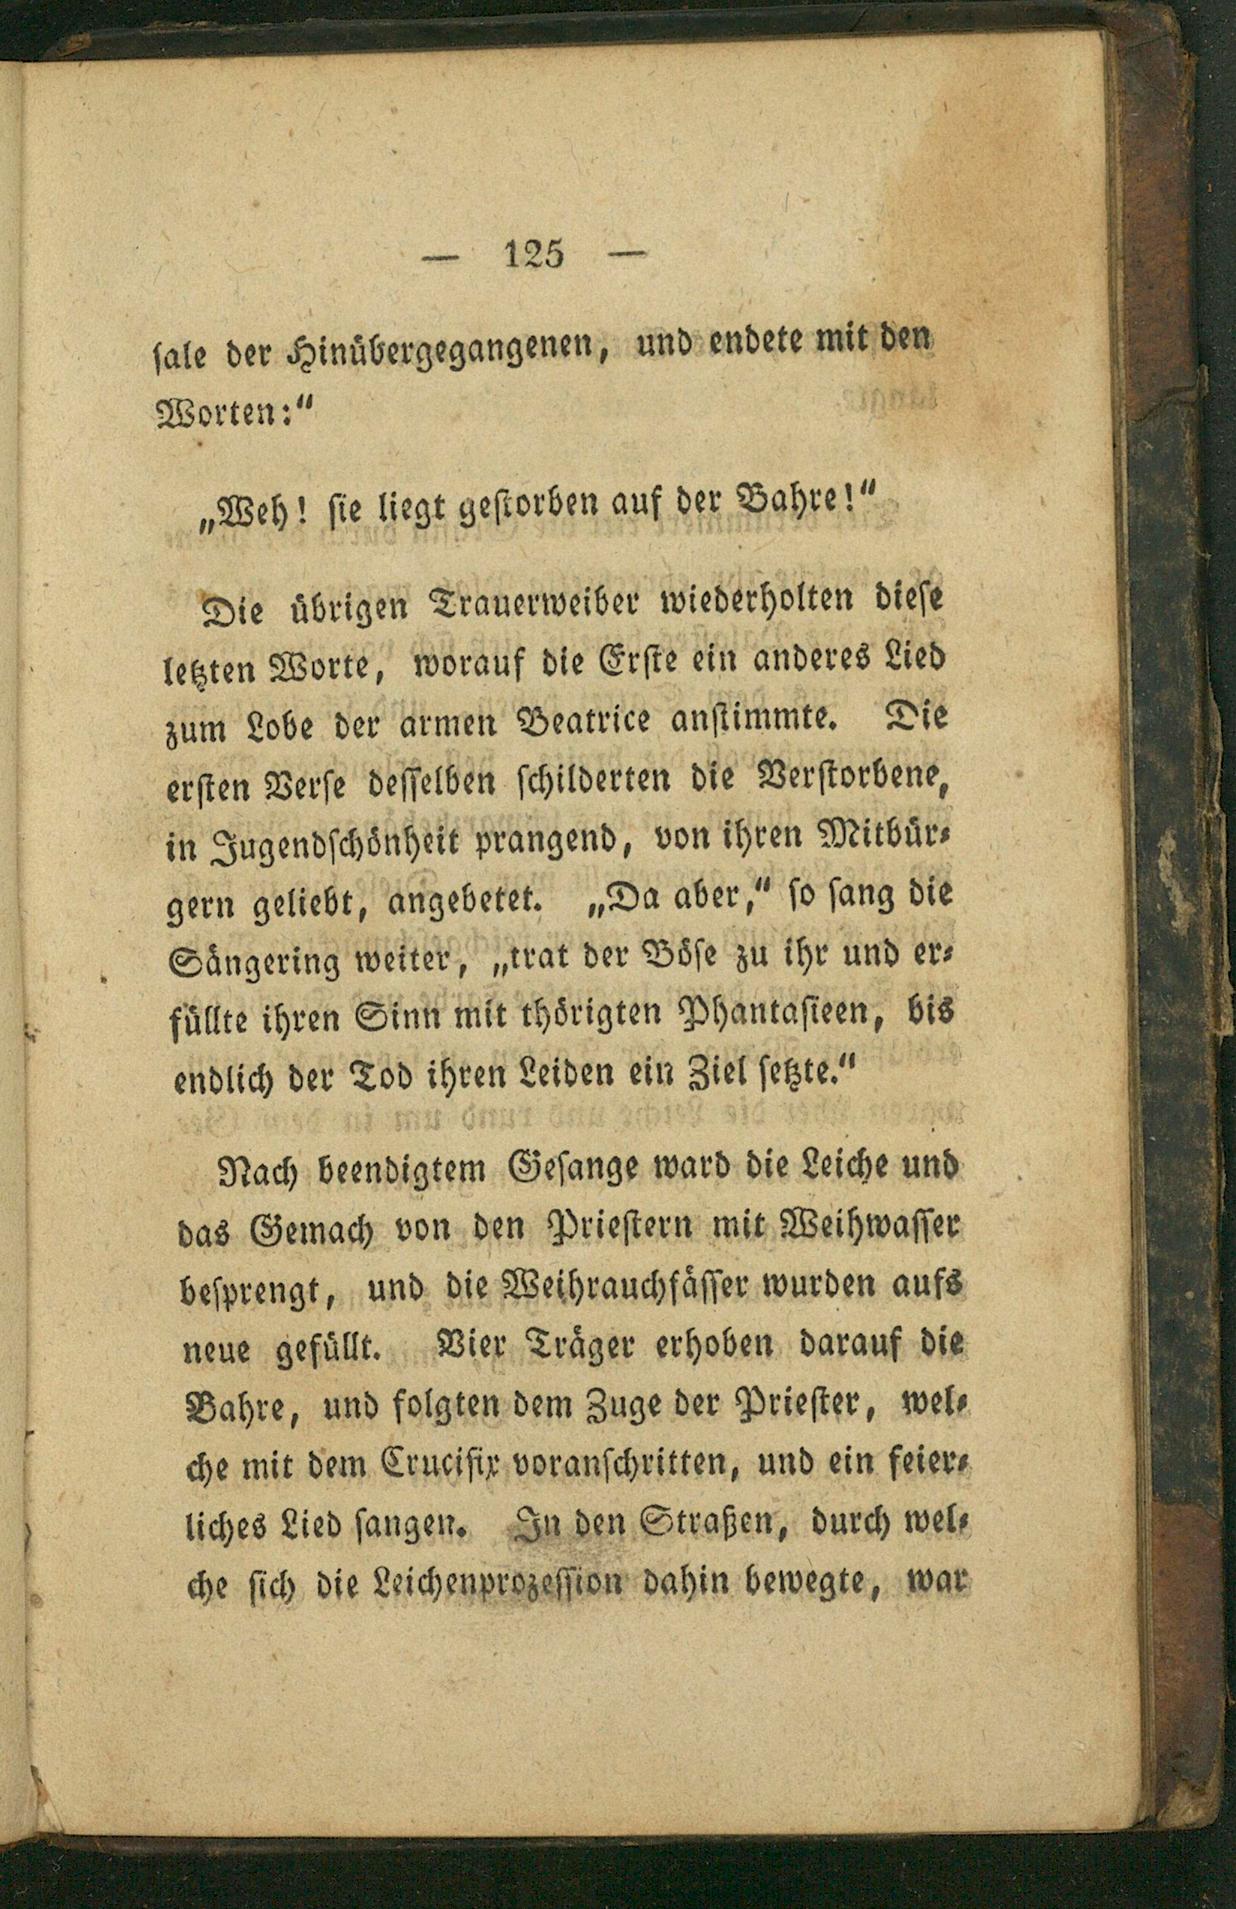 — 125 —
sale der Hinübergegangenen, und endete mit den
Worten:“
„Weh! sie liegt gestorben auf der Bahre!“
Die übrigen Trauerweiber wiederholten diese
letzten Worte, worauf die Erste ein anderes Lied
zum Lobe der armen Beatrice anstimmte. Die
ersten Verse desselben schilderten die Verstorbene,
in Jugendschönheit prangend, von ihren Mitbür-
gern geliebt, angebetet. „Da aber,“ so sang die
Sängering weiter, „trat der Böse zu ihr und er-
füllte ihren Sinn mit thörigten Phantasieen, bis
endlich der Tod ihren Leiden ein Ziel setzte.“
Nach beendigtem Gesange ward die Leiche und
das Gemach von den Priestern mit Weihwasser
besprengt, und die Weihrauchfässer wurden aufs
neue gefüllt. Vier Träger erhoben darauf die
Bahre, und folgten dem Zuge der Priester, wel-
che mit dem Crucifix voranschritten, und ein feier-
liches Lied sangen. In den Straßen, durch wel-
che sich die Leichenprozession dahin bewegte, war